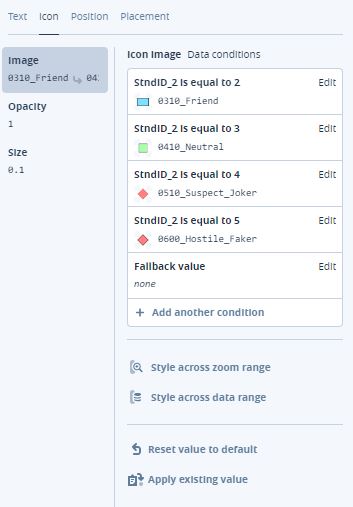 Text Icon Position Placement
Image
0310_Friend 04
Opacity
1
Size
0.1
Icon Image Data conditions
StndID_2 is equal to 2 Edit
0310_Friend
StndID_2 is equal to 3 Edit
0410_Neutral
StndID_2 is equal to 4 Edit
0510_Suspect_Joker
StndID_2 is equal to 5 Edit
0600_Hostile_Faker
Fallback value Edit
none
+ Add another condition
Style across zoom range
Style across data range
Reset value to default
Apply existing value